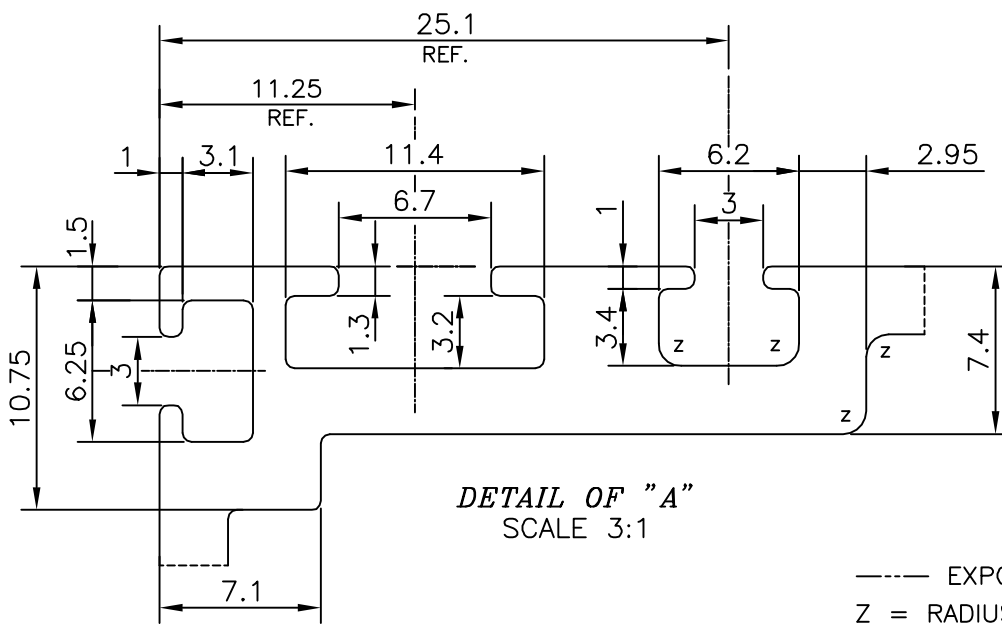 25.1
REF.
11.25
REF.
1
3.1
11.4
6.2
2.95
6.7
3
1
1.5
1.3
3.2
3.4
z
z
z
z
7.4
10.75
6.25
3
DETAIL OF "A"
SCALE 3:1
7.1
EXPO
Z = RADIUS